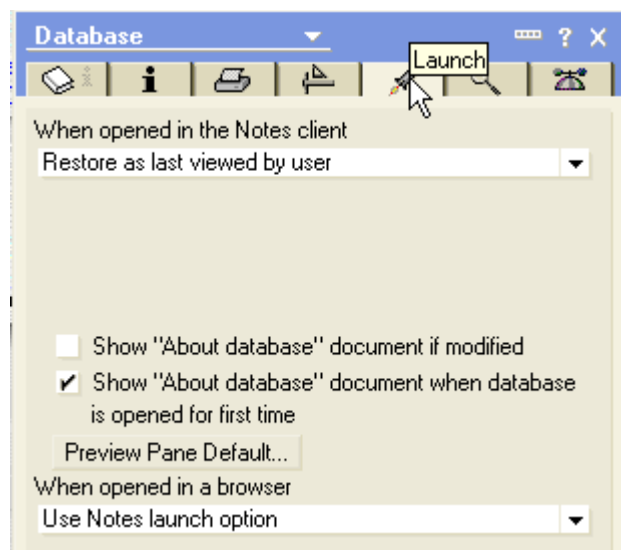 Database
? X
Launch
i
When opened in the Notes client
Restore as last viewed by user
Show "About database" document if modified
Show "About database" document when database
is opened for first time
Preview Pane Default...
When opened in a browser
Use Notes launch option